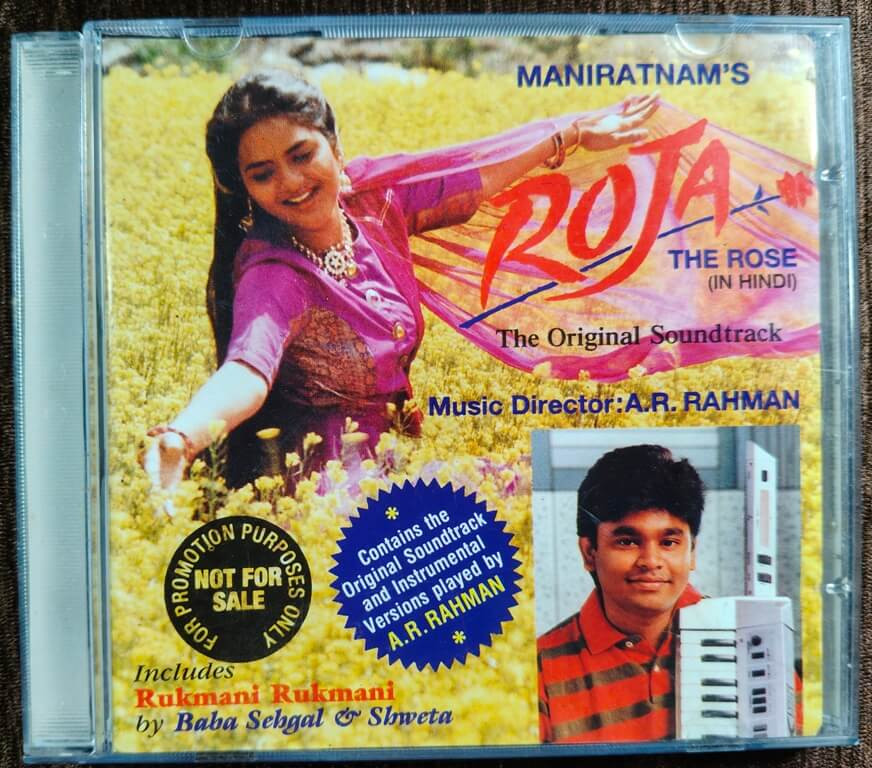 MANIRATNAM'S
ROJA
THE ROSE
(IN HINDI)
The Original Soundtrack
Music Director:A.R. RAHMAN
* 
Contains the
Original Soundtrack
and Instrumental
Versions played by
A.R. RAHMAN
*
FOR PROMOTION PURPOSES ONLY
NOT FOR
SALE
Includes
Rukmani Rukmani
by Baba Sehgal & Shweta